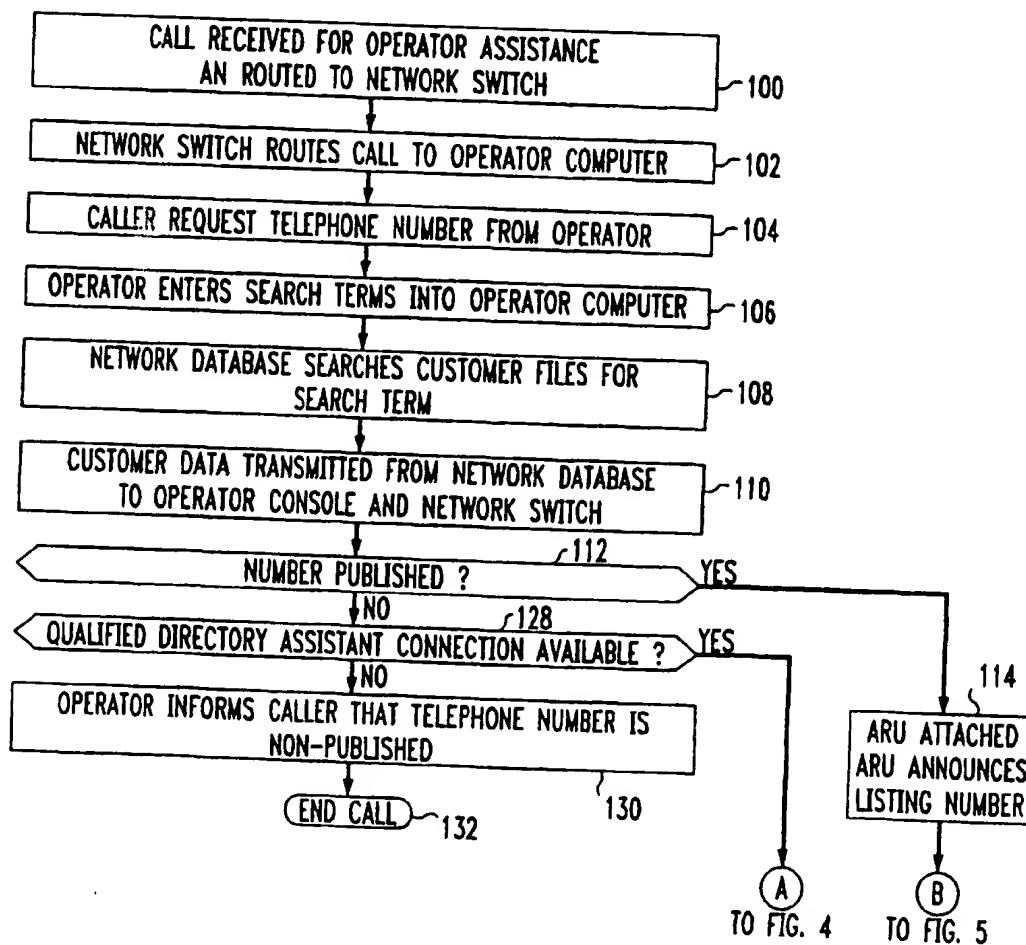 CALL RECEIVED FOR OPERATOR ASSISTANCE
AN ROUTED TO NETWORK SWITCH
100
NETWORK SWITCH ROUTES CALL TO OPERATOR COMPUTER
102
CALLER REQUEST TELEPHONE NUMBER FROM OPERATOR
104
OPERATOR ENTERS SEARCH TERMS INTO OPERATOR COMPUTER
106
NETWORK DATABASE SEARCHES CUSTOMER FILES FOR
SEARCH TERM
108
CUSTOMER DATA TRANSMITTED FROM NETWORK DATABASE
TO OPERATOR CONSOLE AND NETWORK SWITCH
110
112
NUMBER PUBLISHED ?
YES
NO
128
QUALIFIED DIRECTORY ASSISTANT CONNECTION AVAILABLE ?
YES
NO
OPERATOR INFORMS CALLER THAT TELEPHONE NUMBER IS
NON-PUBLISHED
130
END CALL
132
114
ARU ATTACHED
ARU ANNOUNCES
LISTING NUMBER
A
TO FIG. 4
B
TO FIG. 5